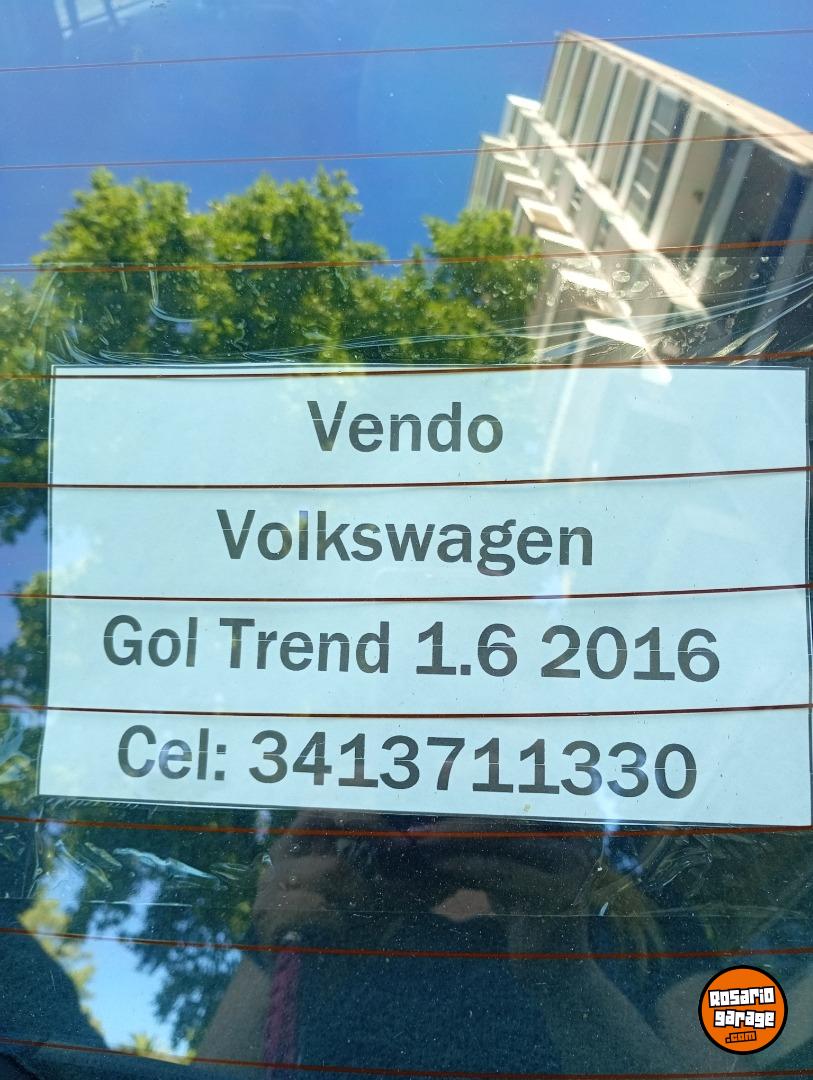 Vendo
Volkswagen
Gol Trend 1.6 2016
Cel: 3413711330
Rosario
garage
.com